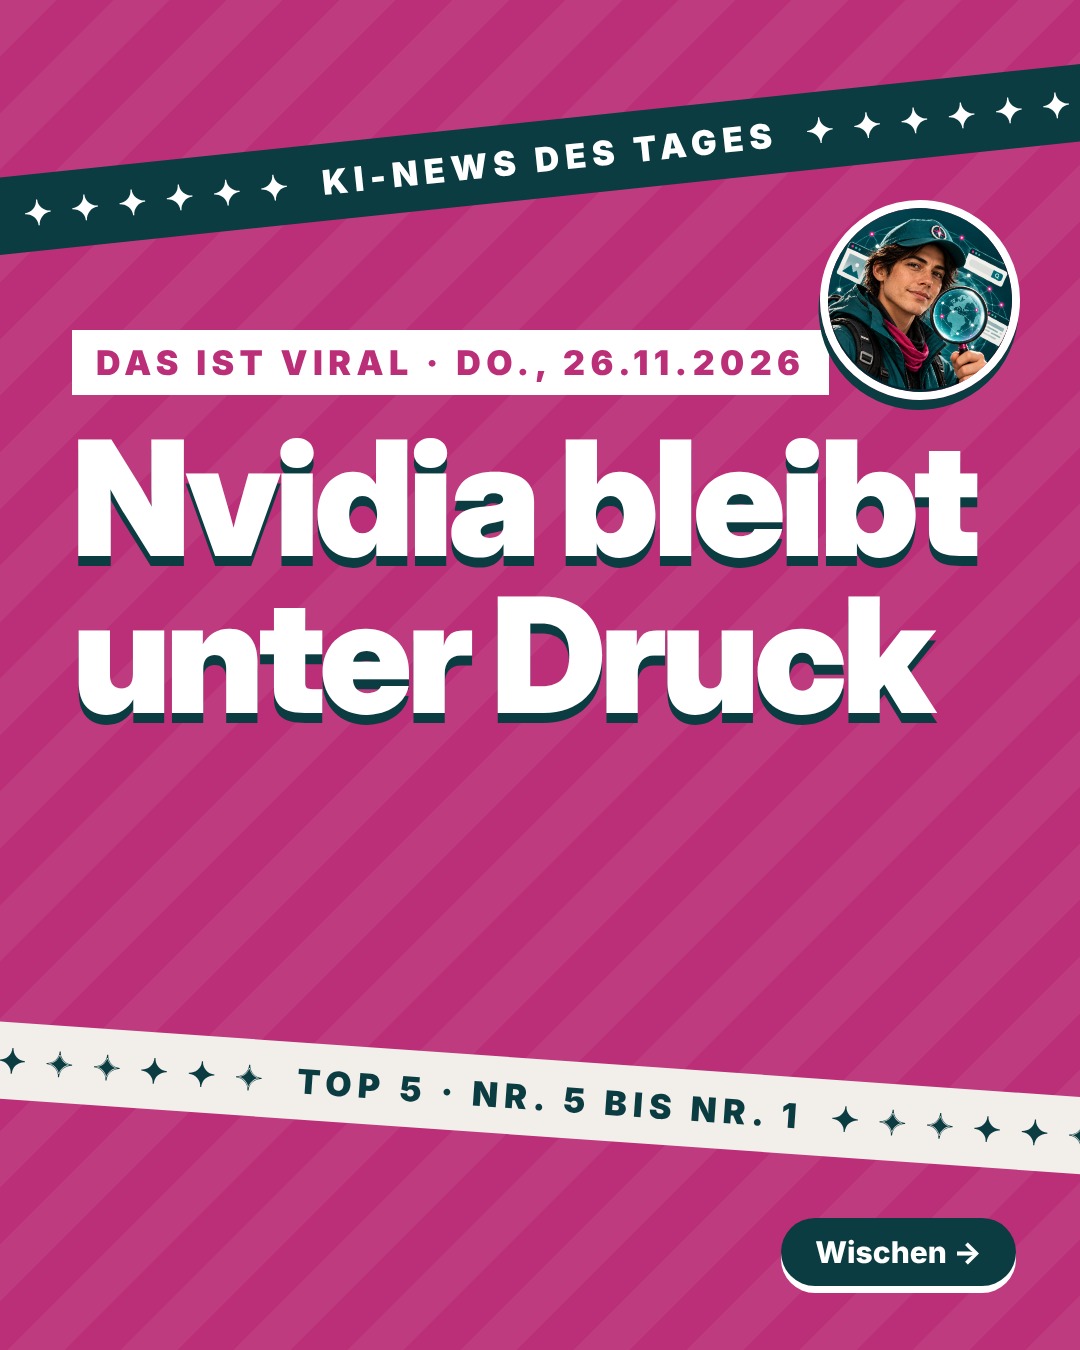 KI-NEWS DES TAGES
DAS IST VIRAL · DO., 26.11.2026
Nvidia bleibt
unter Druck
TOP 5 · NR. 5 BIS NR. 1
Wischen →